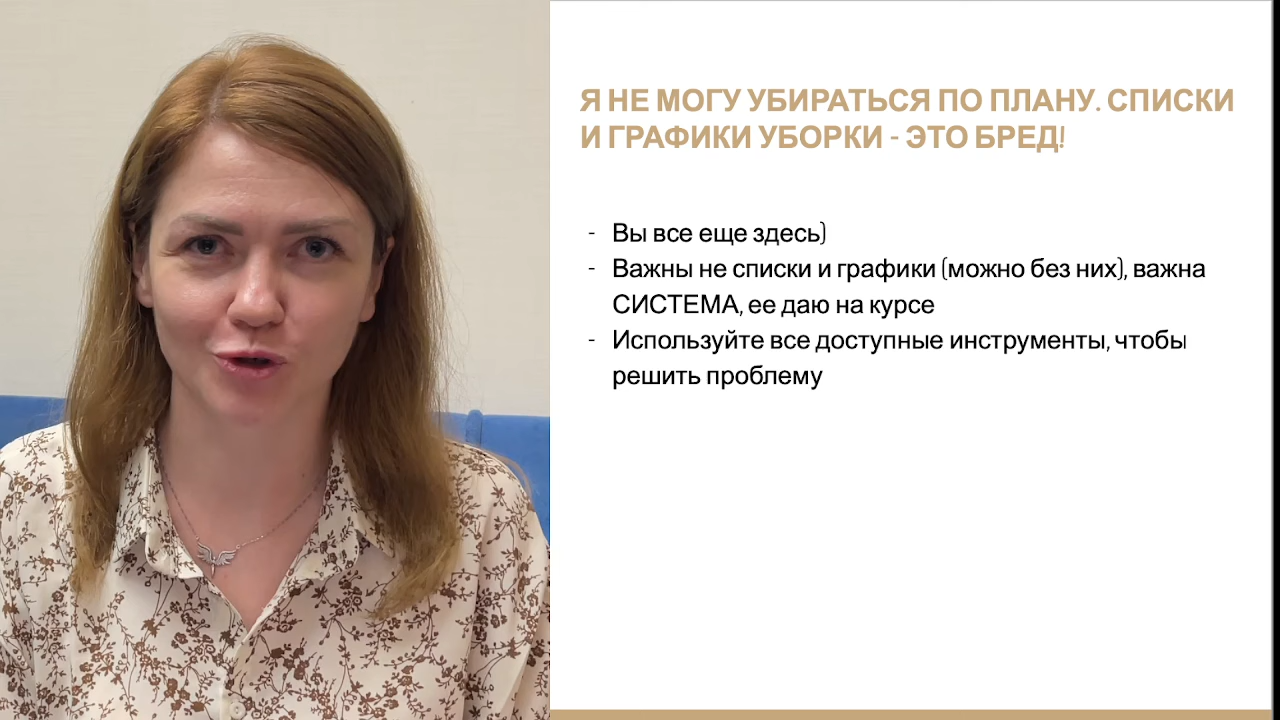 Я НЕ МОГУ УБИРАТЬСЯ ПО ПЛАНУ. СПИСКИ
И ГРАФИКИ УБОРКИ - ЭТО БРЕД!
- Вы все еще здесь)
- Важны не списки и графики (можно без них), важна
СИСТЕМА, ее даю на курсе
- Используйте все доступные инструменты, чтобы
решить проблему